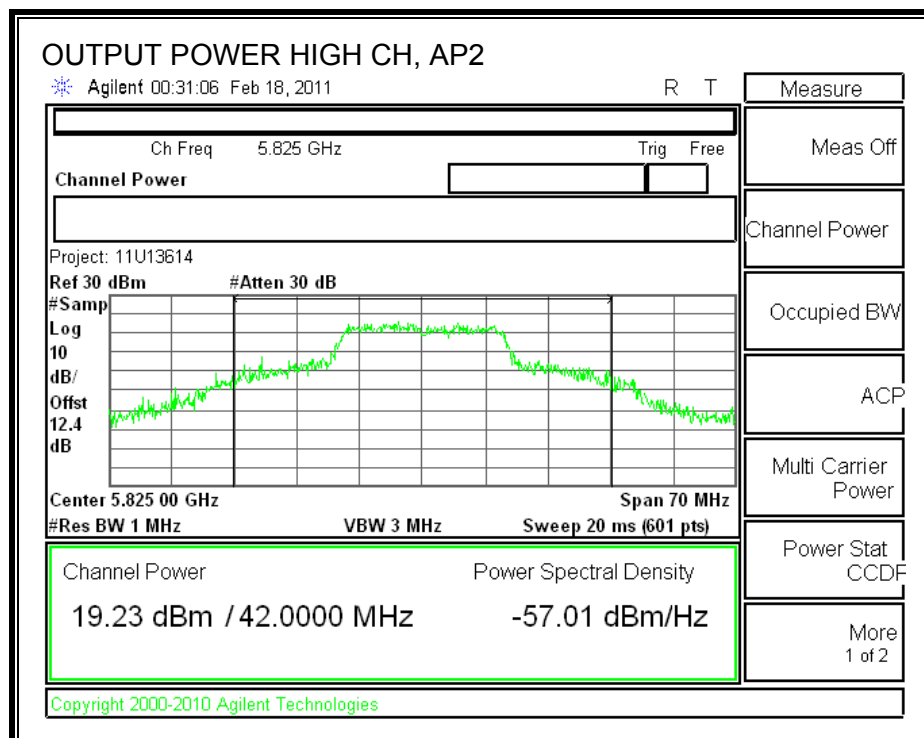 OUTPUT POWER HIGH CH, AP2
Agilent 00:31:06 Feb 18, 2011 R T
Measure
Ch Freq 5.825 GHz Trig Free
Meas Off
Channel Power
Channel Power
Project: 11U13614
Ref 30 dBm #Atten 30 dB
#Samp
Log
10
dB/
Offst
12.4
dB
Occupied BW
ACP
Multi Carrier
Power
Center 5.825 00 GHz Span 70 MHz
#Res BW 1 MHz VBW 3 MHz Sweep 20 ms (601 pts)
Power Stat
CCDF
Channel Power Power Spectral Density
19.23 dBm / 42.0000 MHz -57.01 dBm/Hz
More
1 of 2
Copyright 2000-2010 Agilent Technologies